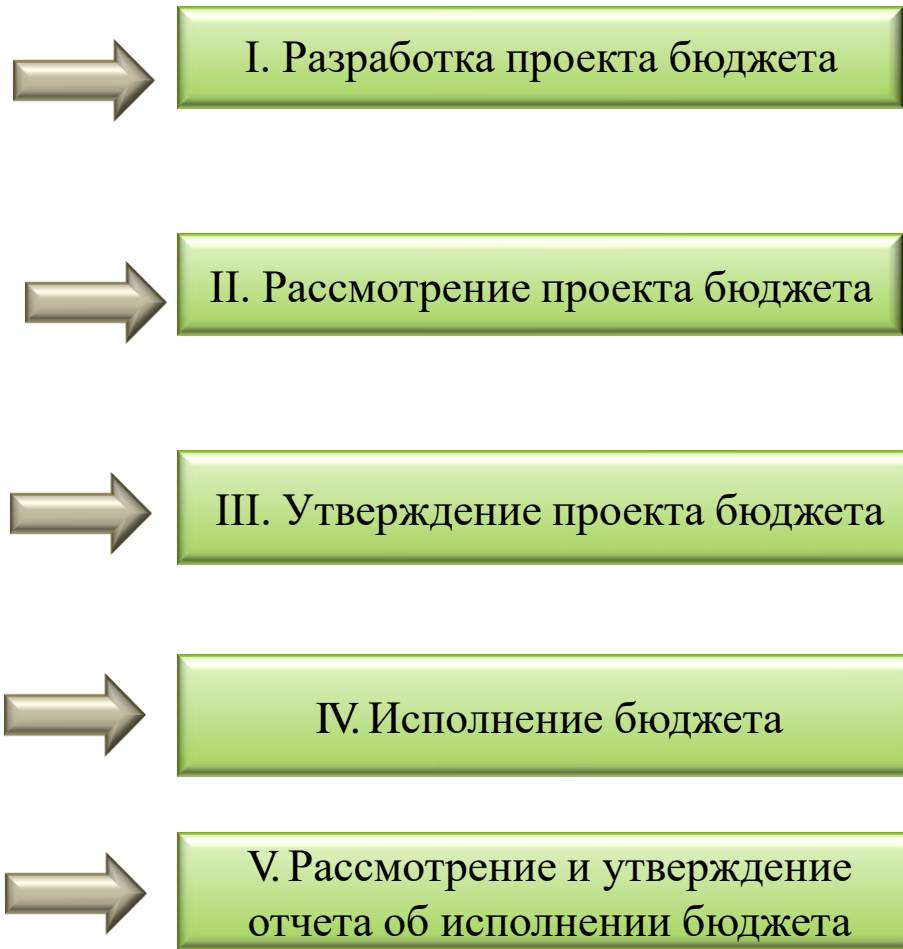 I. Разработка проекта бюджета
II. Рассмотрение проекта бюджета
III. Утверждение проекта бюджета
IV. Исполнение бюджета
V. Рассмотрение и утверждение
отчета об исполнении бюджета